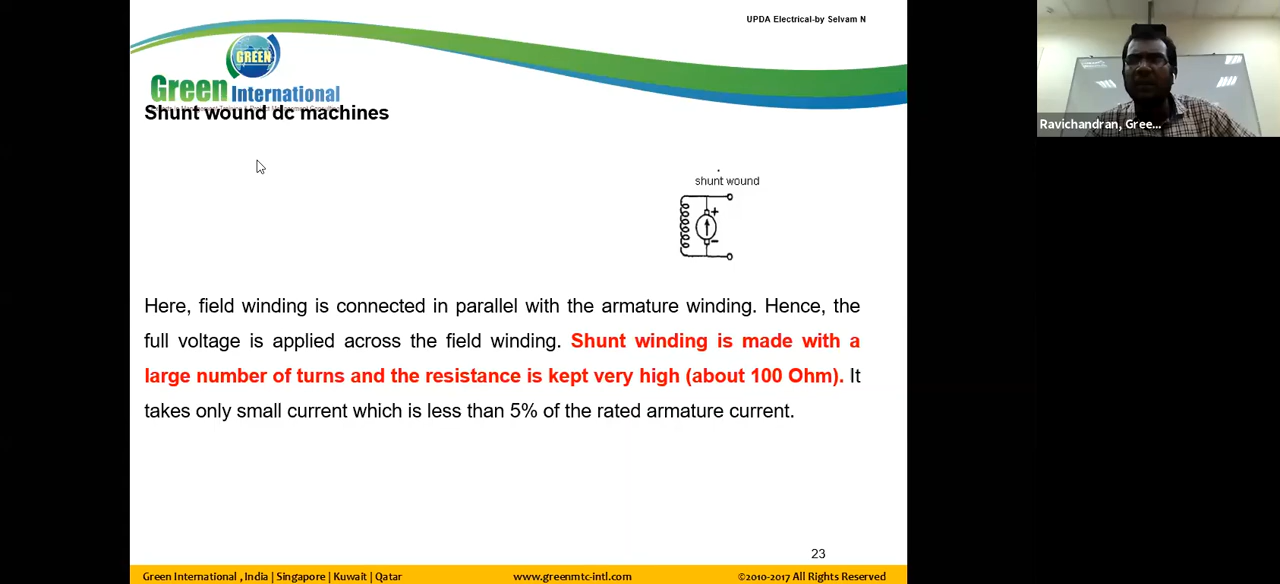 UPDA Electrical-by Selvam N
GREEN
Green International
Shunt wound dc machines
shunt wound
+
-
Here, field winding is connected in parallel with the armature winding. Hence, the
full voltage is applied across the field winding. Shunt winding is made with a
large number of turns and the resistance is kept very high (about 100 Ohm). It
takes only small current which is less than 5% of the rated armature current.
23
Green International , India | Singapore | Kuwait | Qatar
www.greenmtc-intl.com
©2010-2017 All Rights Reserved
Ravichandran, Gree...